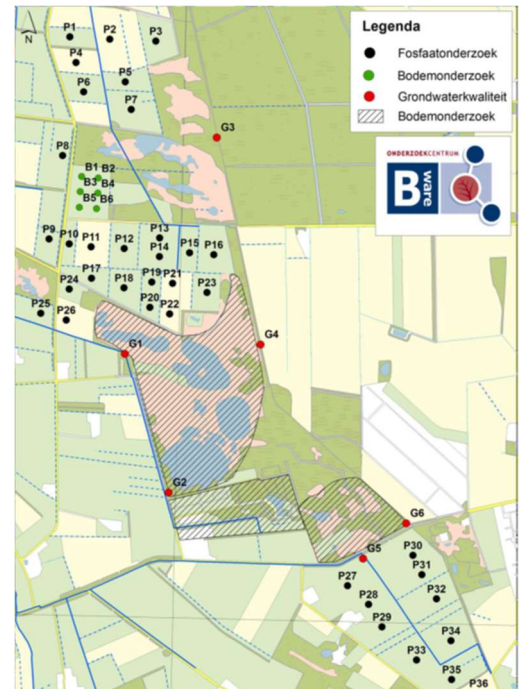 N
Legenda
Fosfaatonderzoek
Bodemonderzoek
Grondwaterkwaliteit
Bodemonderzoek
ONDERZOEKCENTRUM
B
ware
P1 P2 P3
P4
P5
P6
P7
G3
P8
B1 B2
B3 B4
B5 B6
P9 P10 P11 P12 P13
P14 P15 P16
P17 P18 P19 P21
P24 P23
P20 P22
P25 P26
G1
G4
G2
G6
G5
P30
P31
P27
P28 P32
P29
P34
P33
P35
P36